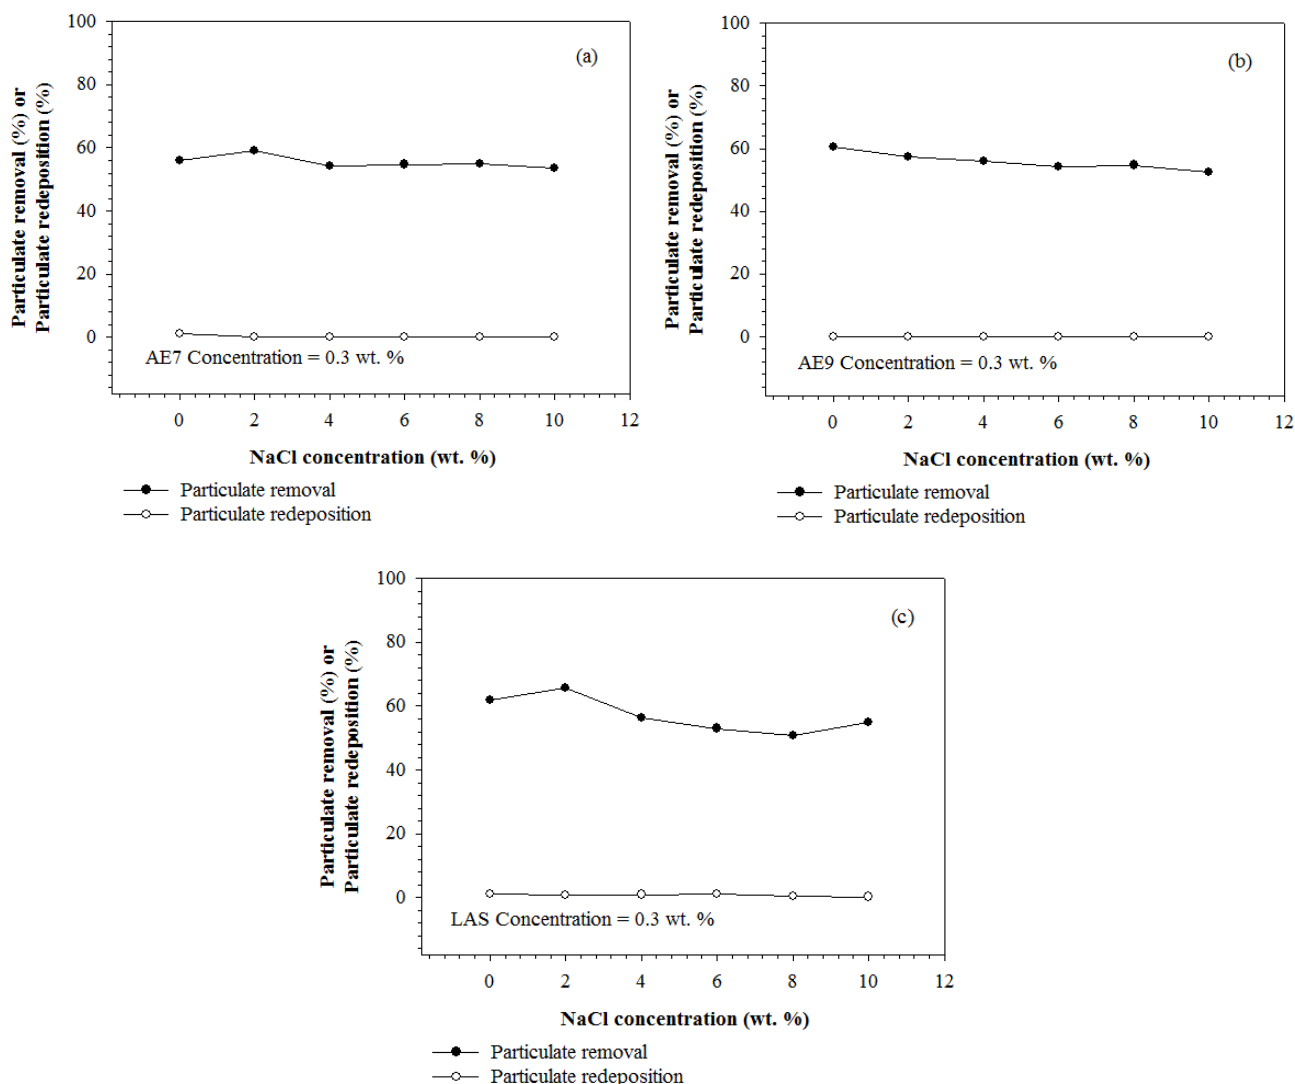 Particulate removal (%) or
Particulate redeposition (%)
100
80
60
40
20
0
(a)
AE7 Concentration = 0.3 wt. %
0 2 4 6 8 10 12
NaCl concentration (wt. %)
Particulate removal
Particulate redeposition
Particulate removal (%) or
Particulate redeposition (%)
100
80
60
40
20
0
(b)
AE9 Concentration = 0.3 wt. %
0 2 4 6 8 10 12
NaCl concentration (wt. %)
Particulate removal
Particulate redeposition
Particulate removal (%) or
Particulate redeposition (%)
100
80
60
40
20
0
(c)
LAS Concentration = 0.3 wt. %
0 2 4 6 8 10 12
NaCl concentration (wt. %)
Particulate removal
Particulate redeposition